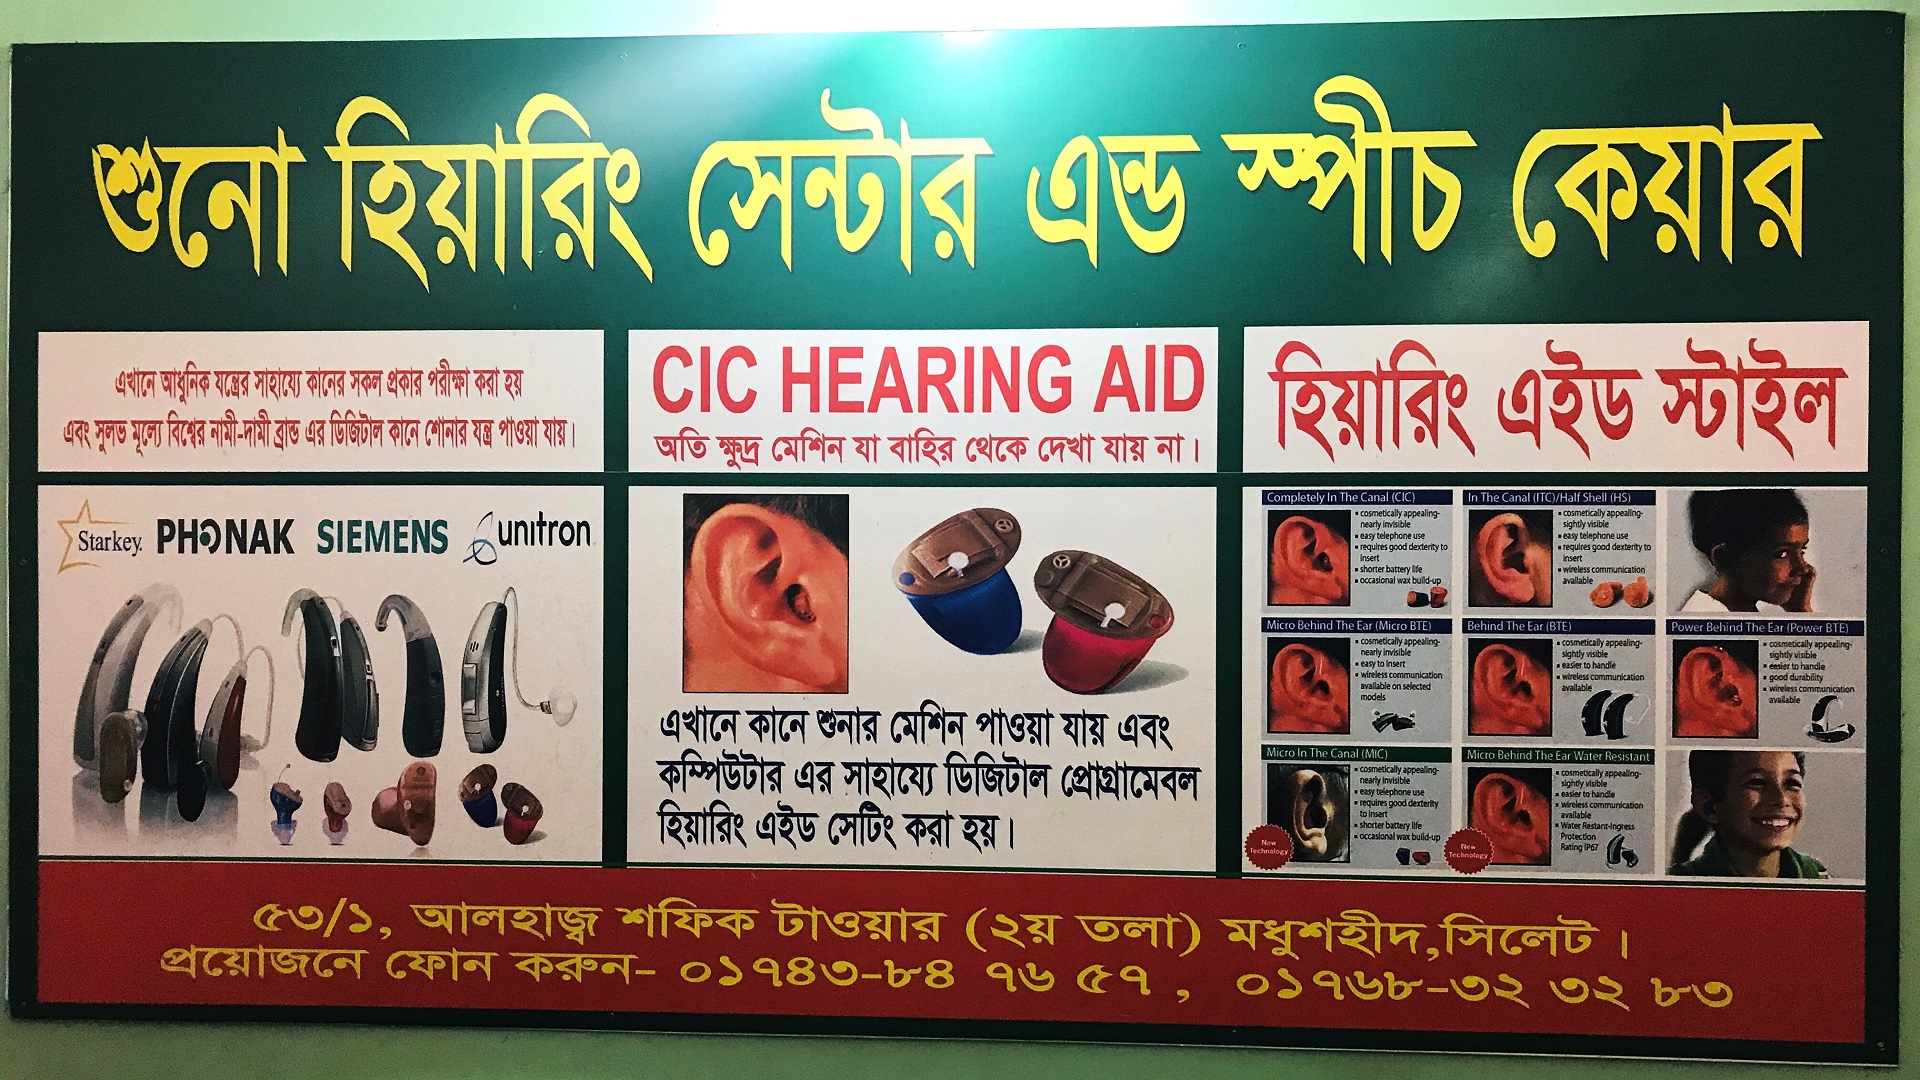 শুনো হিয়ারিং সেন্টার এন্ড স্পীচ কেয়ার
এখানে আধুনিক যন্ত্রের সাহায্যে কানের সকল প্রকার পরীক্ষা করা হয়
এবং সুলভ মূল্যে বিশ্বের নামী-দামী ব্রান্ড এর ডিজিটাল কানে শোনার যন্ত্র পাওয়া যায়।
Starkey. PHONAK SIEMENS unitron
CIC HEARING AID
অতি ক্ষুদ্র মেশিন যা বাহির থেকে দেখা যায় না।
এখানে কানে শুনার মেশিন পাওয়া যায় এবং
কম্পিউটার এর সাহায্যে ডিজিটাল প্রোগ্রামেবল
হিয়ারিং এইড সেটিং করা হয়।
হিয়ারিং এইড স্টাইল
Completely In The Canal (CIC)
▪ cosmetically appealing-
nearly invisible
▪ easy telephone use
▪ requires good dexterity to
insert
▪ shorter battery life
▪ occasional wax build-up
In The Canal (ITC)/Half Shell (HS)
▪ cosmetically appealing-
sightly visible
▪ easy telephone use
▪ requires good dexterity to
insert
▪ wireless communication
available
Micro Behind The Ear (Micro BTE)
▪ cosmetically appealing-
nearly invisible
▪ easy to insert
▪ wireless communication
available on selected
models
Behind The Ear (BTE)
▪ cosmetically appealing-
sightly visible
▪ easier to handle
▪ wireless communication
available
Power Behind The Ear (Power BTE)
▪ cosmetically appealing-
sightly visible
▪ eesier to handle
▪ good durability
▪ wireless communication
available
Micro In The Canal (MIC)
▪ cosmetically appealing-
nearly invisible
▪ easy telephone use
▪ requires good dexterity
to insert
▪ shorter battery life
▪ occasional wax build-up
New
Technology
Micro Behind The Ear Water Resistant
▪ cosmetically appealing-
sightly visible
▪ easier to handle
▪ wireless communication
available
▪ Water Restant-Ingress
Protection
Rating IP67
New
Technology
৫৩/১, আলহাজ্ব শফিক টাওয়ার (২য় তলা) মধুশহীদ,সিলেট।
প্রয়োজনে ফোন করুন- ০১৭৪৩-৮৪ ৭৬ ৫৭, ০১৭৬৮-৩২ ৩২ ৮৩